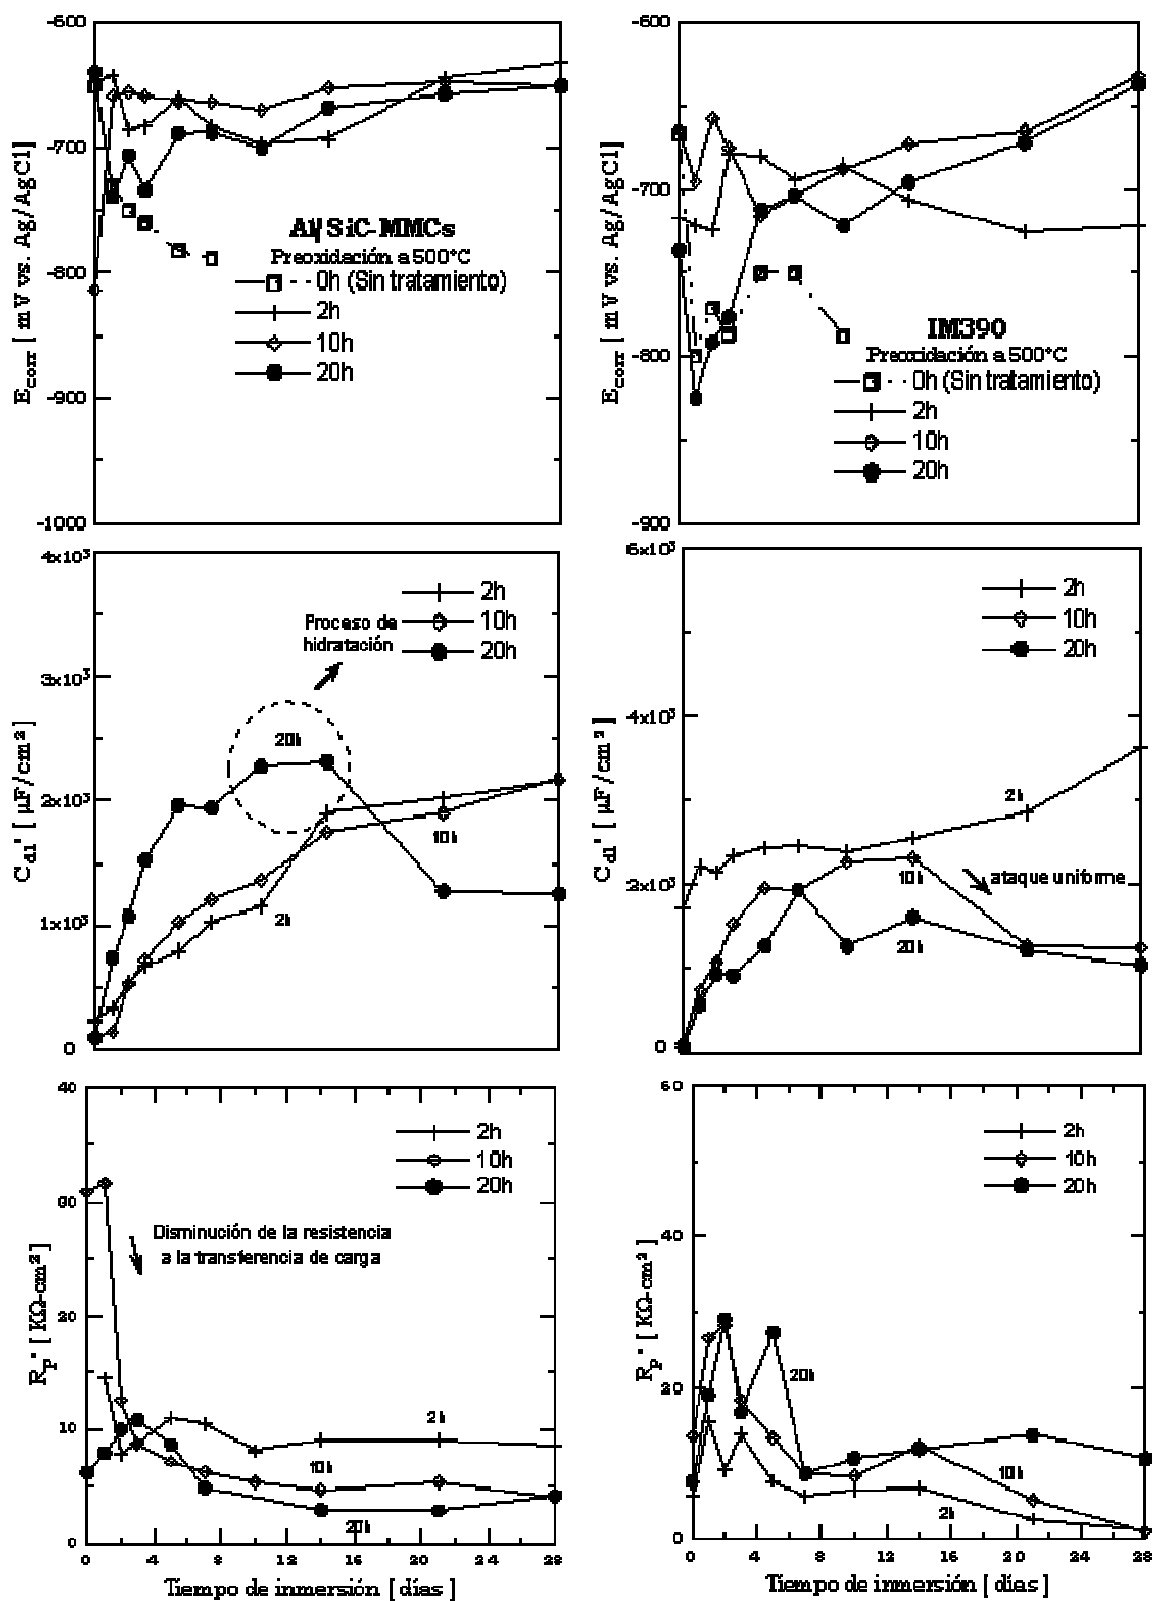 -600
-700
-800
-900
-1000
E_corr [ mV vs. Ag/AgCl]
Al/SiC-MMCs
Preoxidación a 500°C
0h (Sin tratamiento)
2h
10h
20h
-600
-700
-800
-900
E_corr [ mV vs. Ag/AgCl]
IM390
Preoxidación a 500°C
0h (Sin tratamiento)
2h
10h
20h
4x10³
3x10³
2x10³
1x10³
0
C_dl' [ µF/cm² ]
2h
10h
20h
Proceso de
hidratación
20h
10h
2h
6x10³
4x10³
2x10³
0
C_dl' [ µF/cm² ]
2h
10h
20h
2h
10h
ataque uniforme
20h
40
30
20
10
0
R_p' [ KΩ-cm²]
2h
10h
20h
Disminución de la resistencia
a la transferencia de carga
2h
10h
20h
0 4 8 12 16 20 24 28
Tiempo de inmersión [ días ]
60
40
20
0
R_p' [ KΩ-cm²]
2h
10h
20h
20h
10h
2h
0 4 8 12 16 20 24 28
Tiempo de inmersión [ días]